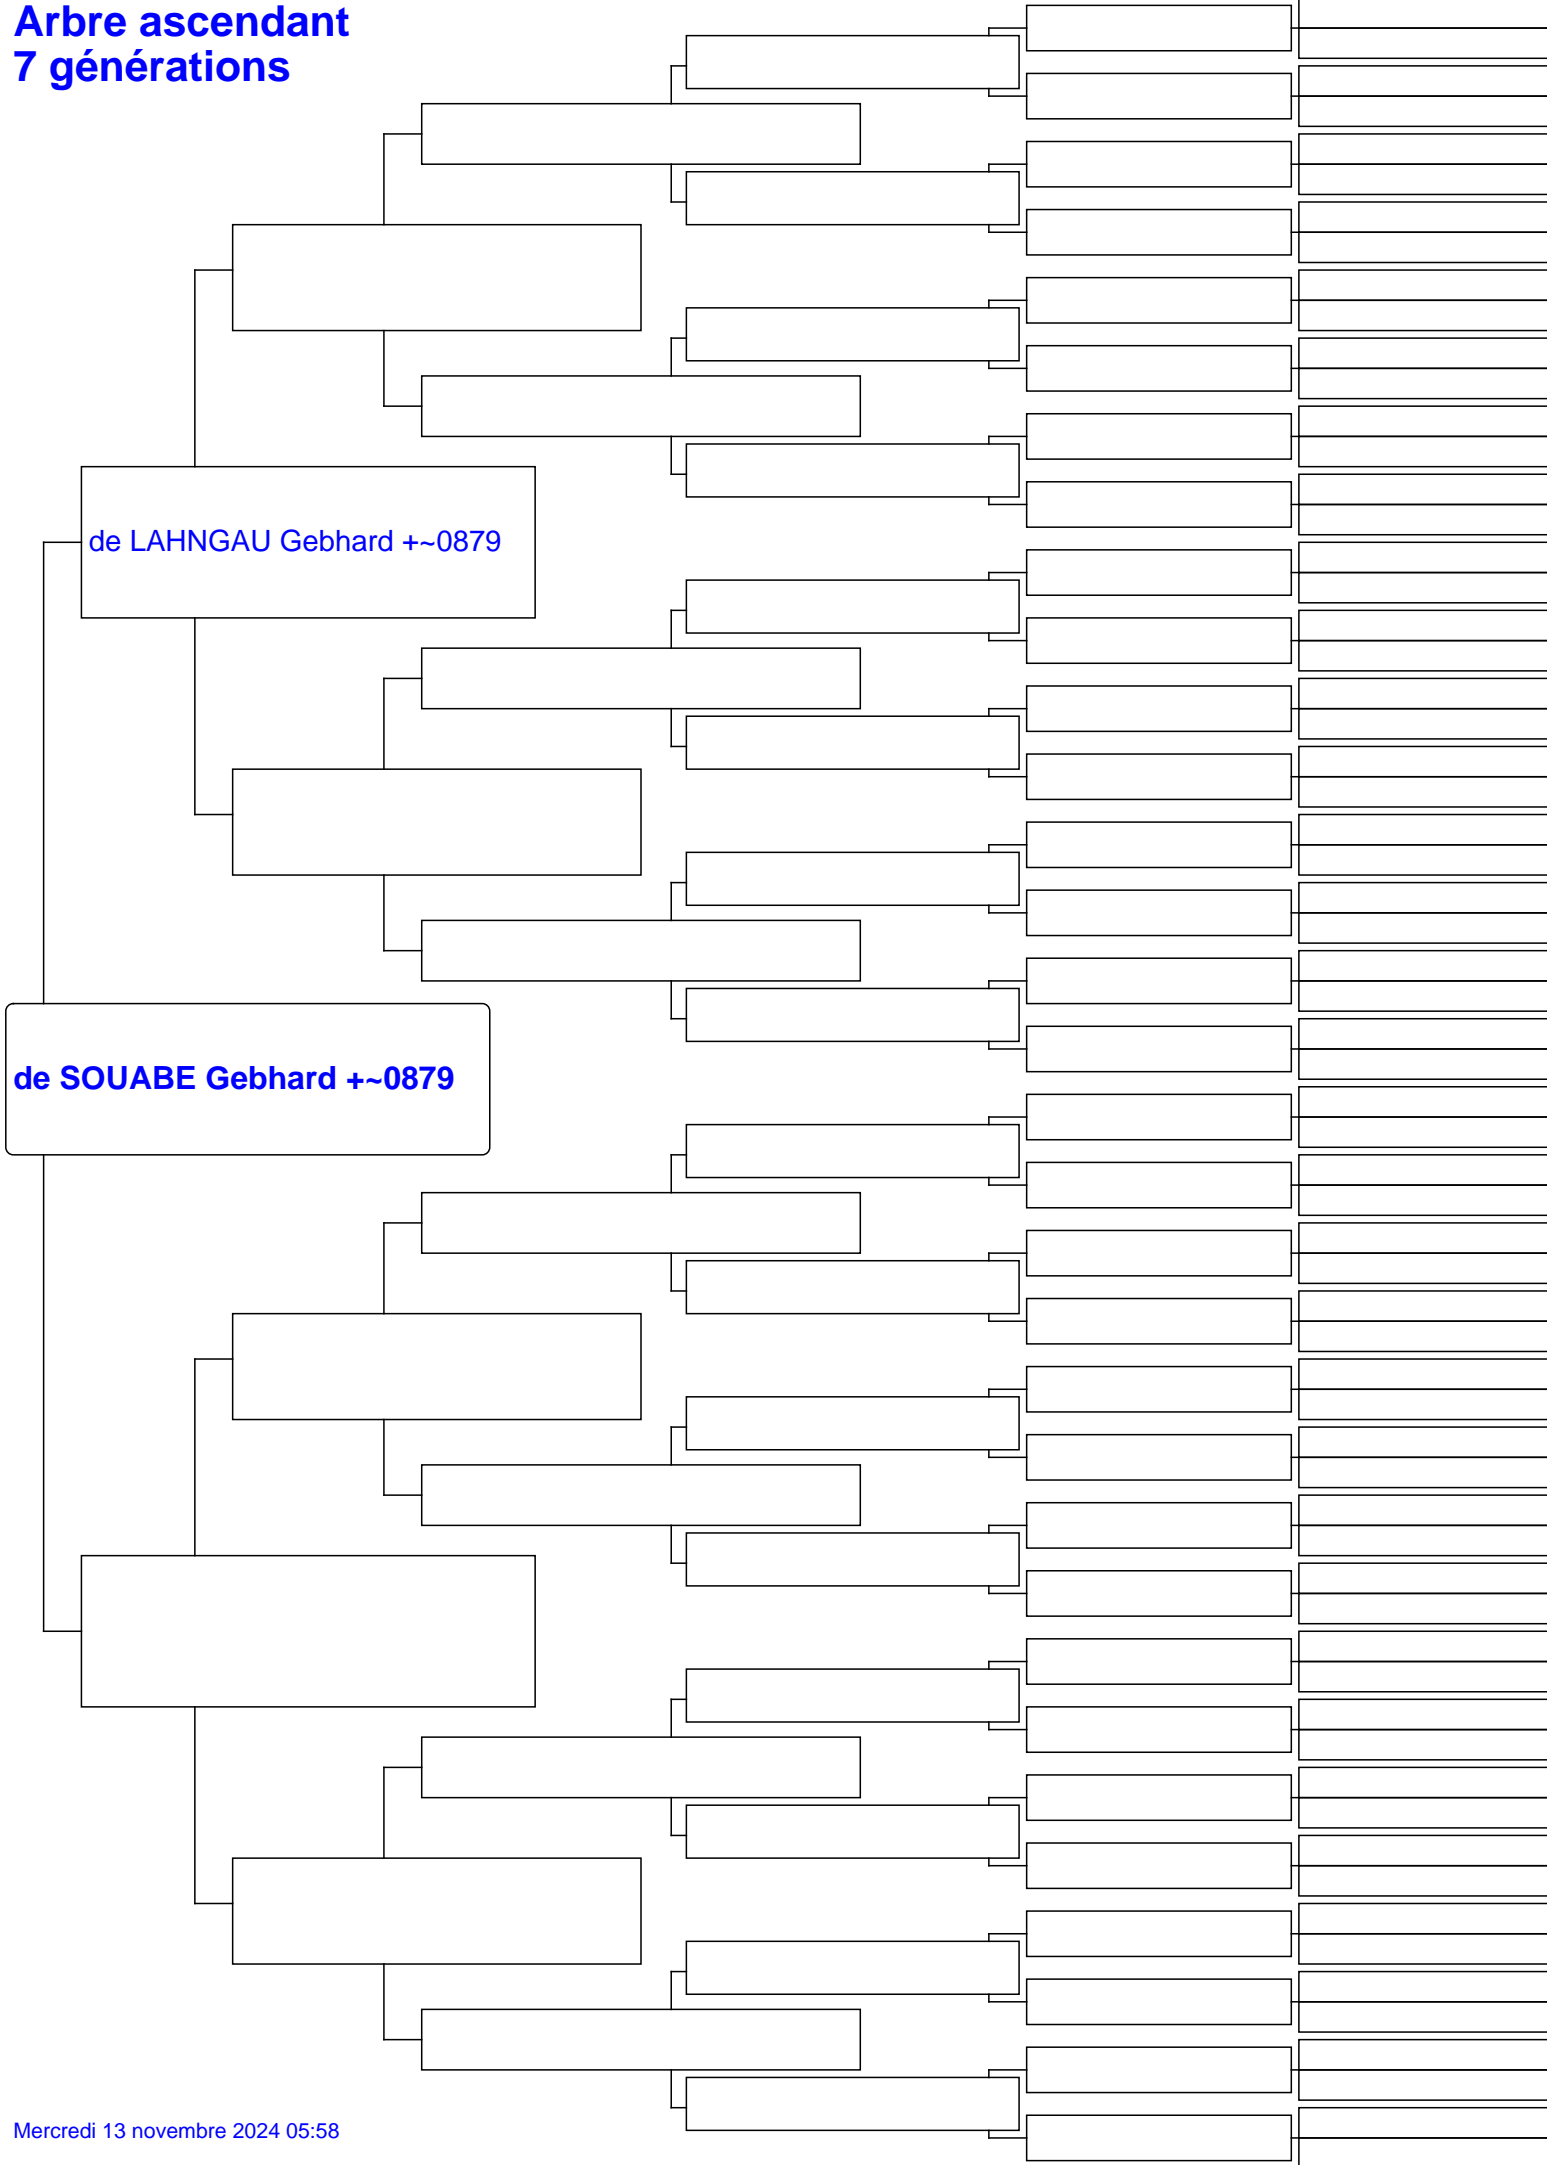 Arbre ascendant
7 générations
de LAHNGAU Gebhard +~0879
de SOUABE Gebhard +~0879
Mercredi 13 novembre 2024 05:58